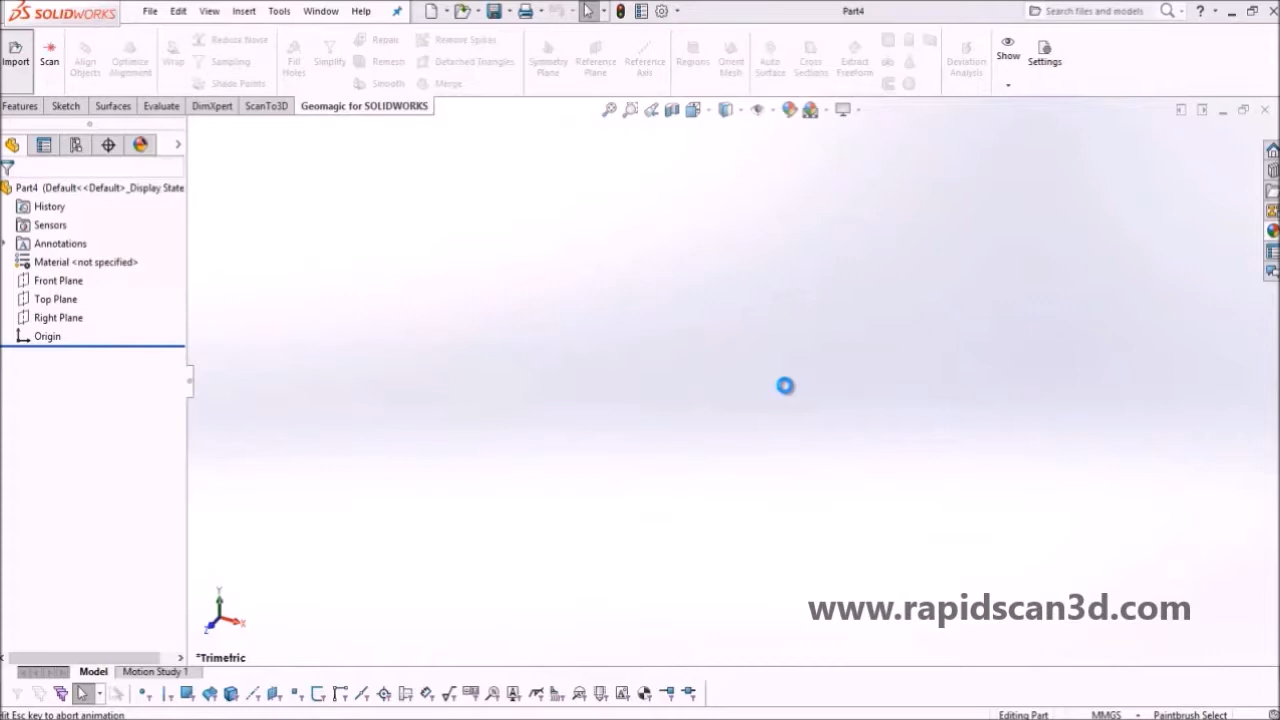 SOLIDWORKS File Edit View Insert Tools Window Help Part4 Search files and models
Import Scan Align Objects Optimize Alignment Wrap Reduce Noise Sampling Shade Points Fill Holes Simplify Repair Remesh Smooth Remove Spikes Detached Triangles Merge Symmetry Plane Reference Plane Reference Axis Regions Orient Mesh Auto Surface Cross Sections Extract Freeform Deviation Analysis Show Settings
Features Sketch Surfaces Evaluate DimXpert ScanTo3D Geomagic for SOLIDWORKS
Part4 (Default<<Default>_Display State
History
Sensors
Annotations
Material <not specified>
Front Plane
Top Plane
Right Plane
Origin
Y
X
Z
www.rapidscan3d.com
*Trimetric
Model Motion Study 1
it Esc key to abort animation Editing Part MMGS Paintbrush Select